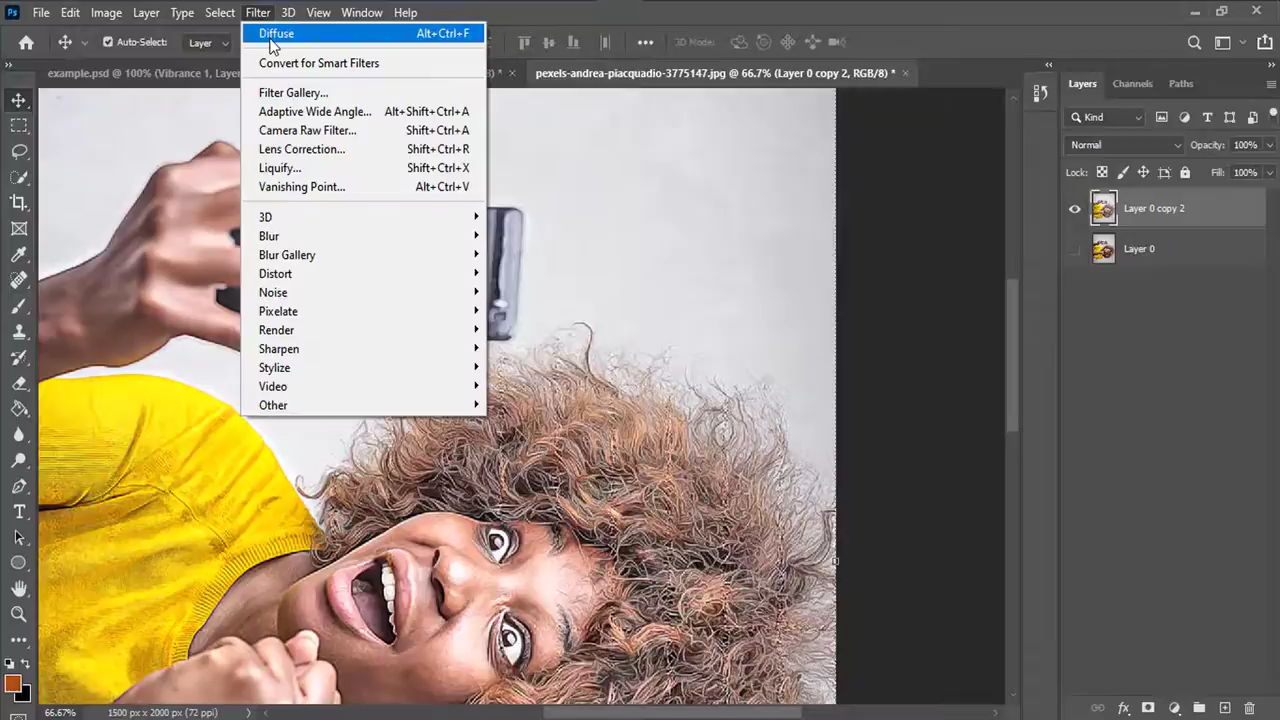 Ps File Edit Image Layer Type Select Filter 3D View Window Help
Auto-Select: Layer 3D Mode:
example.psd @ 100% (Vibrance 1, Layer
) *
pexels-andrea-piacquadio-3775147.jpg @ 66.7% (Layer 0 copy 2, RGB/8) *
Diffuse Alt+Ctrl+F
Convert for Smart Filters
Filter Gallery...
Adaptive Wide Angle... Alt+Shift+Ctrl+A
Camera Raw Filter... Shift+Ctrl+A
Lens Correction... Shift+Ctrl+R
Liquify... Shift+Ctrl+X
Vanishing Point... Alt+Ctrl+V
3D
Blur
Blur Gallery
Distort
Noise
Pixelate
Render
Sharpen
Stylize
Video
Other
Layers Channels Paths
Kind
Normal Opacity: 100%
Lock: Fill: 100%
Layer 0 copy 2
Layer 0
66.67% 1500 px x 2000 px (72 ppi)